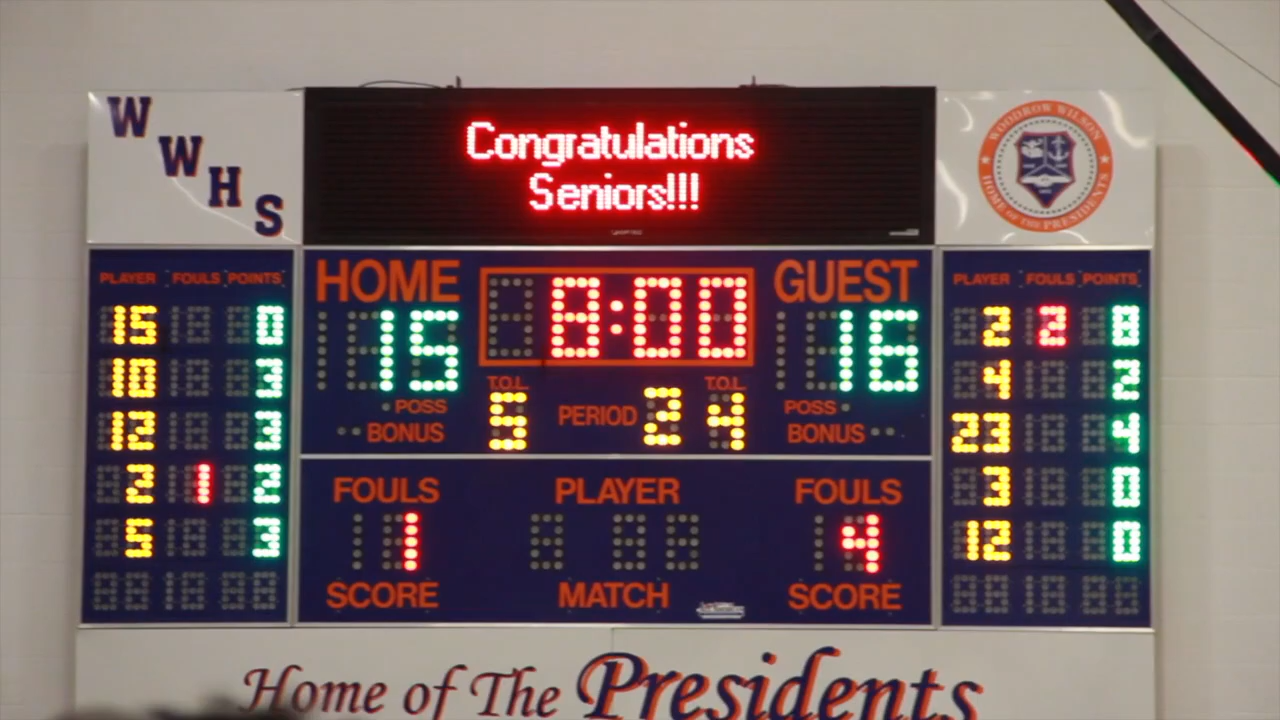 W
W
H
S
Congratulations
Seniors!!!
WOODROW WILSON
HOME OF THE PRESIDENTS
PLAYER FOULS POINTS
15 0
10 3
12 3
2 1 2
5 3
HOME 8:00 GUEST
15 16
T.O.L. T.O.L.
5 PERIOD 2 4
POSS POSS
BONUS BONUS
FOULS PLAYER FOULS
1 4
SCORE MATCH SCORE
PLAYER FOULS POINTS
2 2 8
4 2
23 4
3 0
12 0
Home of The Presidents